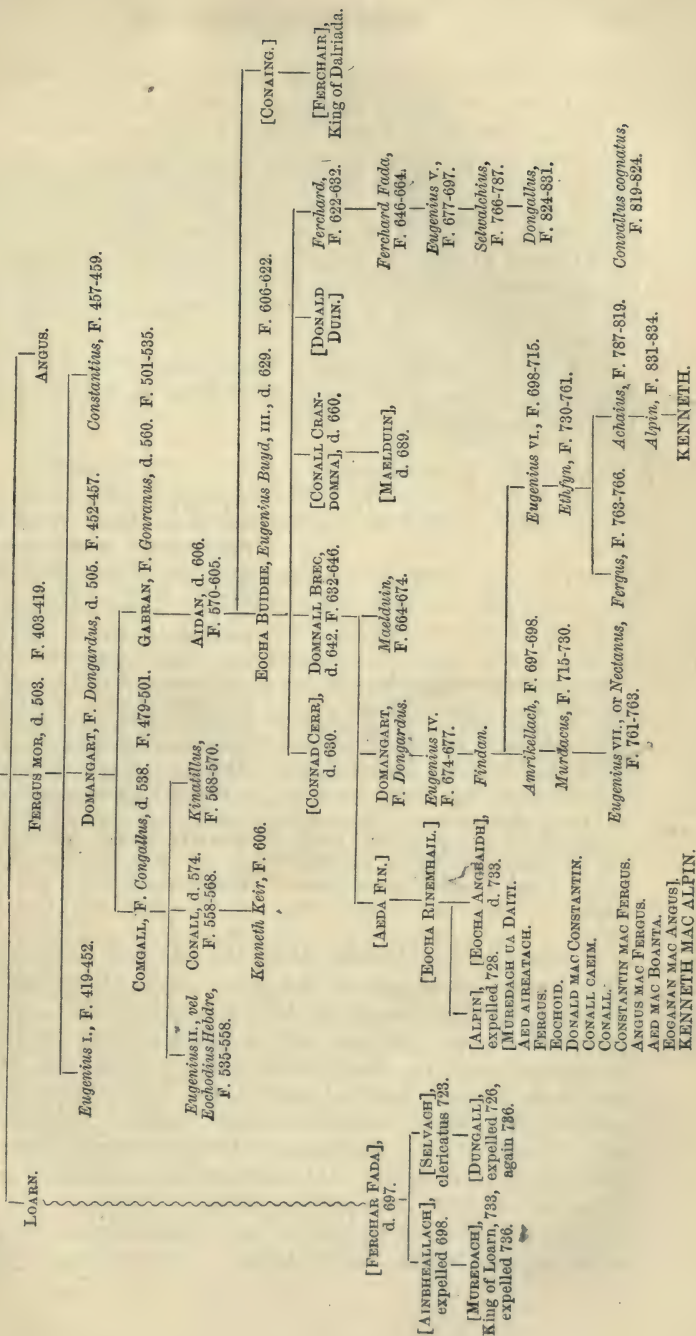 LOARN.
FERGUS MOR, d. 503. F. 403-419.
ANGUS.
Eugenius I., F. 419-452.
DOMANGART, F. Dongardus, d. 505. F. 452-457.
Constantius, F. 457-459.
COMGALL, F. Congallus, d. 538. F. 479-501.
GABRAN, F. Gonranus, d. 560. F. 501-535.
Eugenius II., vel
Eochodius Hebdre,
F. 535-558.
CONALL, d. 574.
F. 558-568.
Kinatillus,
F. 568-570.
AIDAN, d. 606.
F. 570-605.
Kenneth Keir, F. 606.
EOCHA BUIDHE, Eugenius Buyd, III., d. 629. F. 606-622.
[CONAING.]
[CONNAD CERR],
d. 630.
DOMNALL BREC,
d. 642. F. 632-646.
[CONALL CRAN-
DOMNA], d. 660.
[DONALD
DUIN.]
Ferchard,
F. 622-632.
[FERCHAIR],
King of Dalriada.
[FERCHAR FADA],
d. 697.
[AEDA FIN.]
DOMANGART,
F. Dongardus.
Maelduin,
F. 664-674.
[MAELDUIN],
d. 689.
Ferchard Fada,
F. 646-664.
[AINBHEALLACH],
expelled 698.
[SELVACH],
clericatus 723.
[EOCHA RINEMHAIL.]
Eugenius IV.
F. 674-677.
Eugenius V.,
F. 677-697.
[MUREDACH],
King of Loarn, 733,
expelled 736.
[DUNGALL],
expelled 726,
again 736.
[ALPIN],
expelled 728.
[EOCHA ANGBAIDH],
d. 733.
Findan.
Selwalchius,
F. 766-787.
[MUREDACH UA DAITI.
AED AIREATACH.
FERGUS.
EOCHOID.
DONALD MAC CONSTANTIN.
CONALL CAEIM.
CONALL.
CONSTANTIN MAC FERGUS.
ANGUS MAC FERGUS.
AED MAC BOANTA.
EOGANAN MAC ANGUS].
KENNETH MAC ALPIN.
Amrikellach, F. 697-698.
Eugenius VI., F. 698-715.
Dongallus,
F. 824-831.
Murdacus, F. 715-730.
Ethfyn, F. 730-761.
Eugenius VII., or Nectanus,
F. 761-763.
Fergus, F. 763-766.
Achaius, F. 787-819.
Convallus cognatus,
F. 819-824.
Alpin, F. 831-834.
KENNETH.